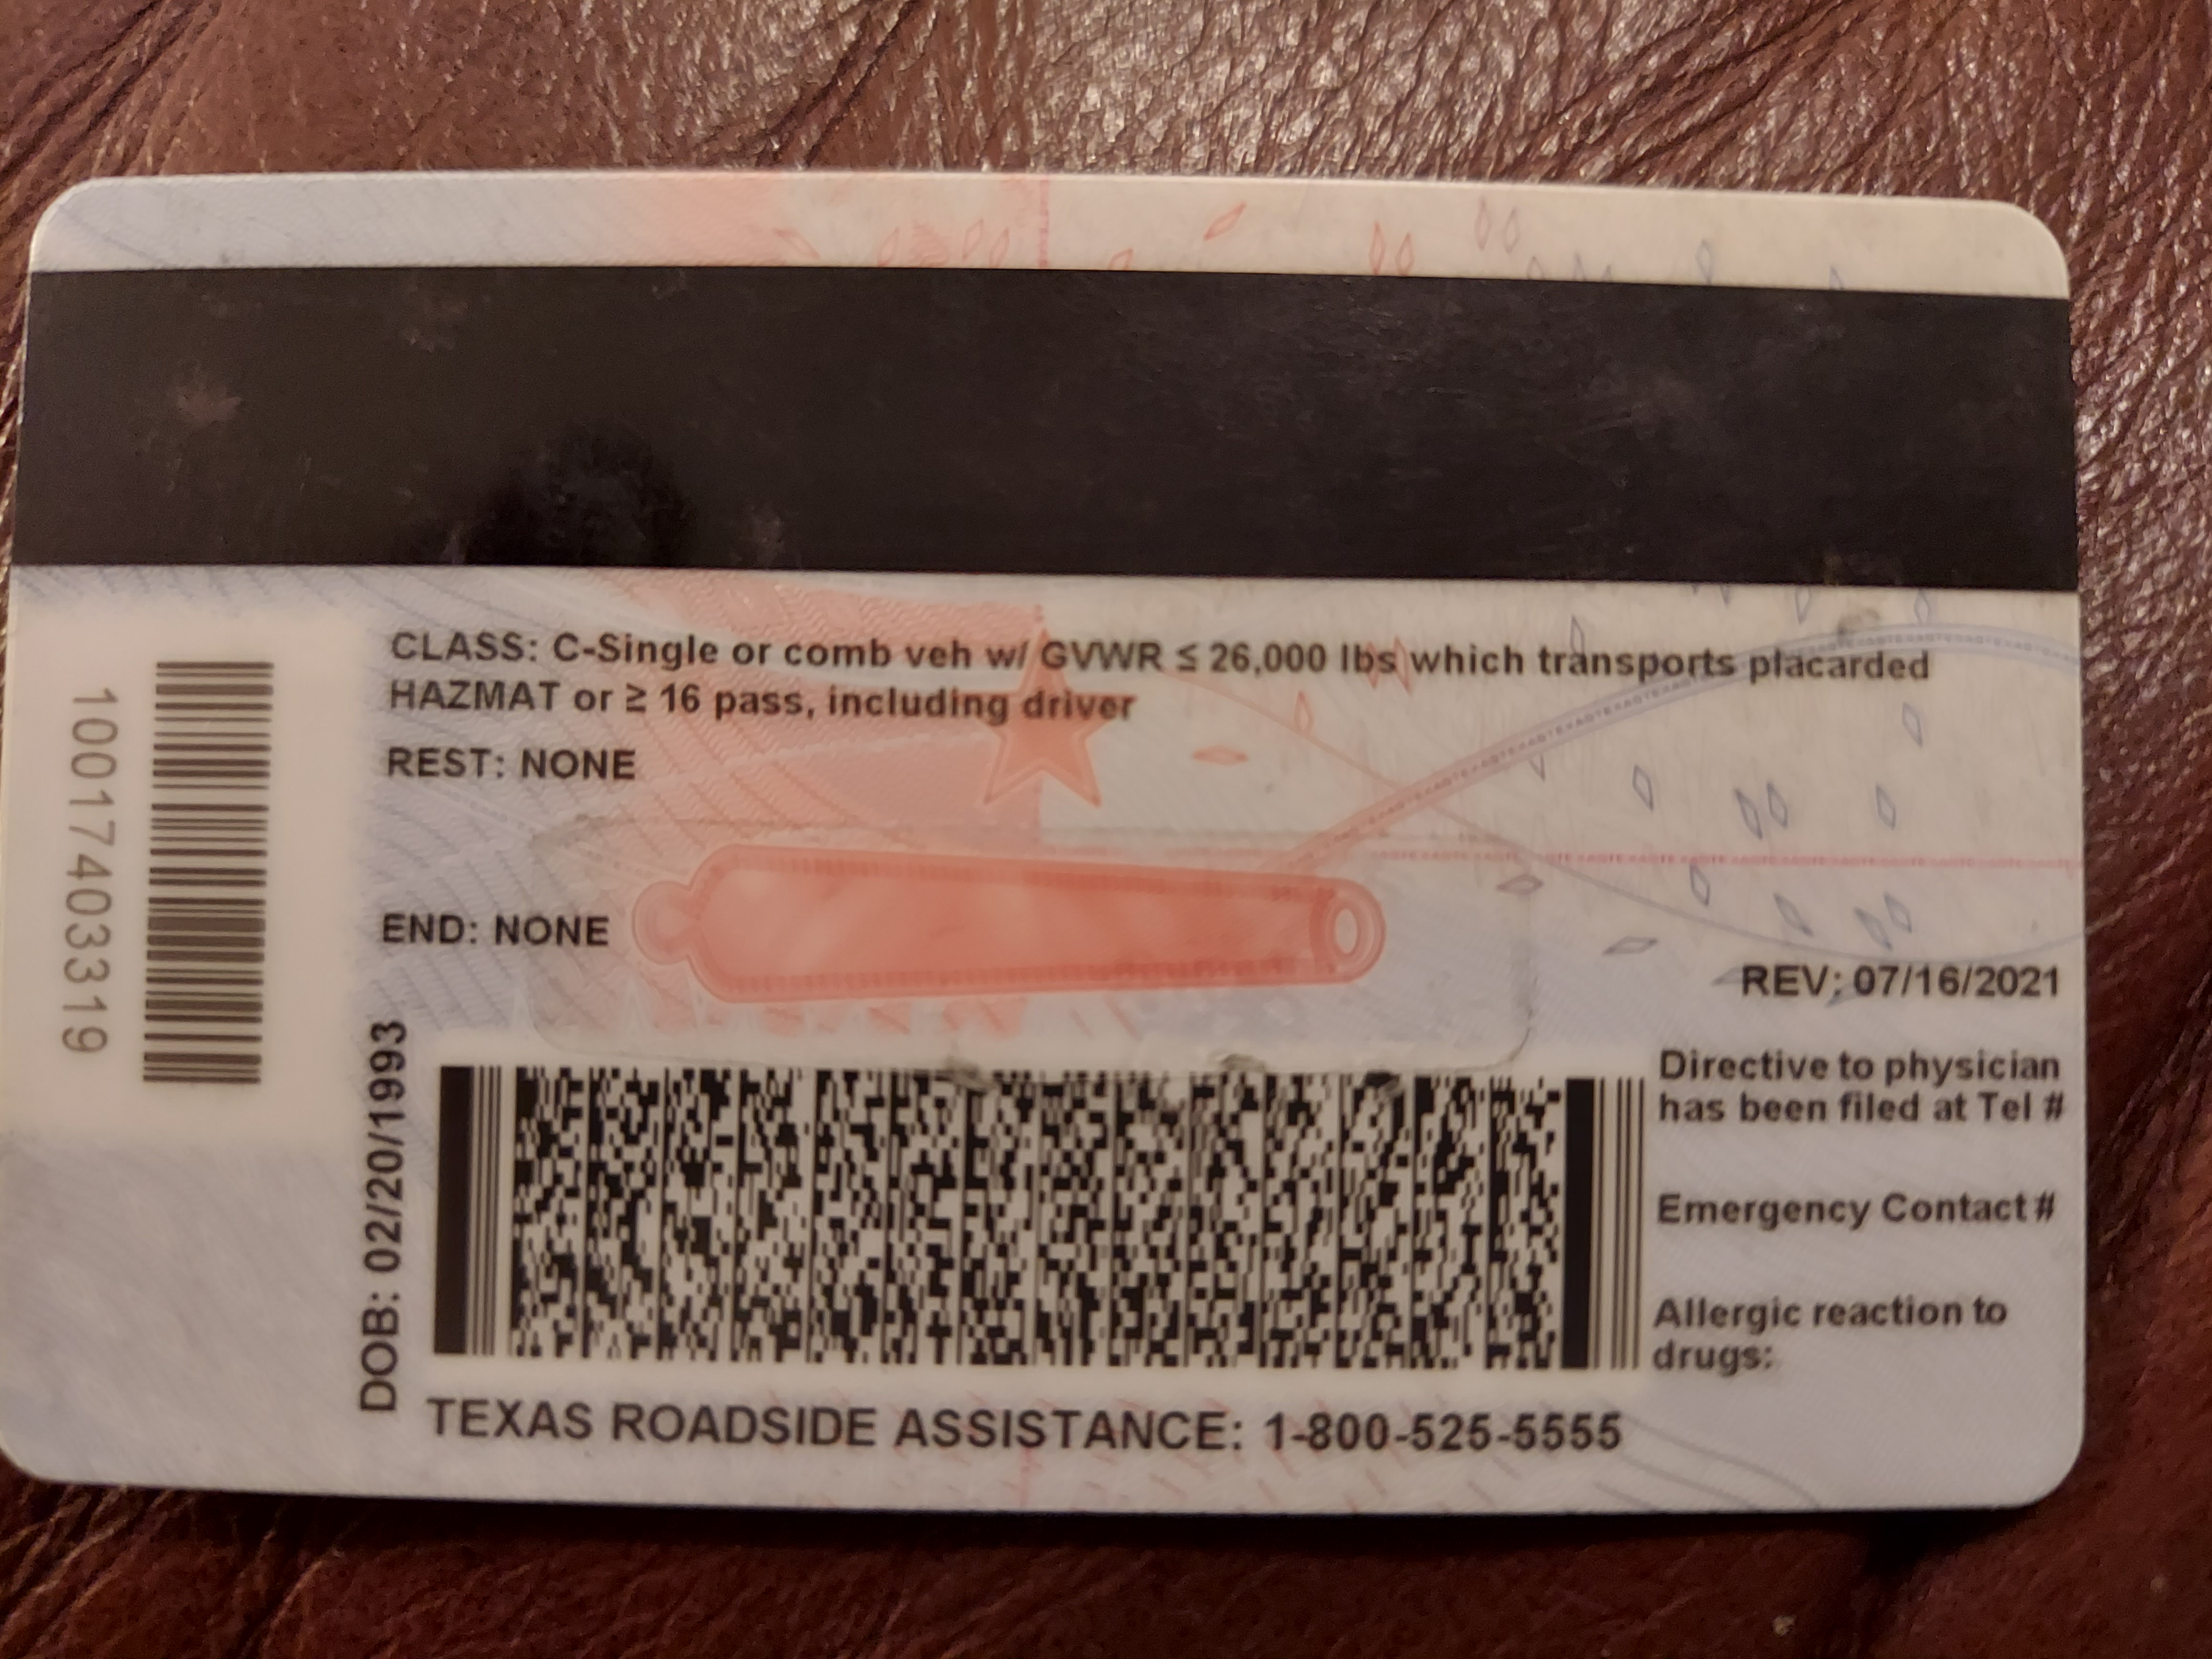 CLASS: C-Single or comb veh w/ GVWR ≤ 26,000 lbs which transports placarded
HAZMAT or ≥ 16 pass, including driver
REST: NONE
END: NONE
10017403319
REV: 07/16/2021
DOB: 02/20/1993
Directive to physician
has been filed at Tel #
Emergency Contact #
Allergic reaction to
drugs:
TEXAS ROADSIDE ASSISTANCE: 1-800-525-5555